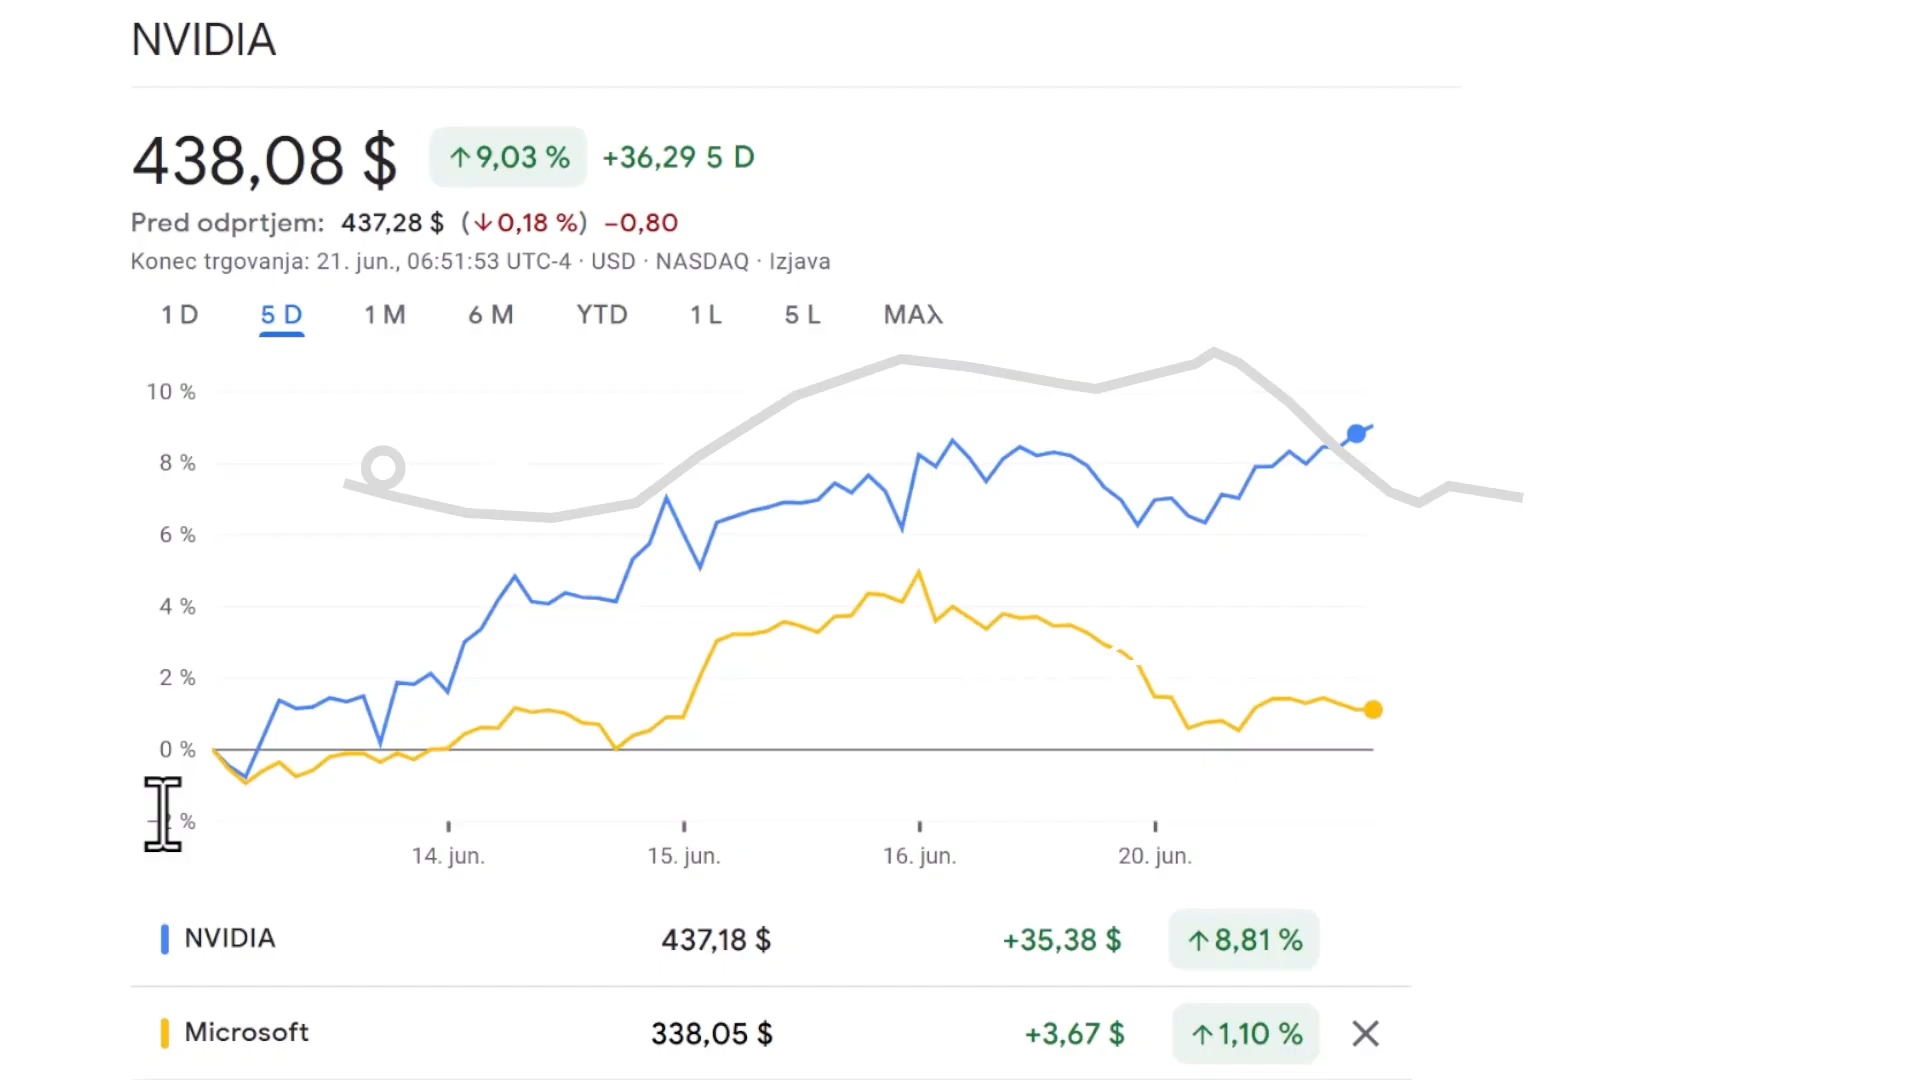 NVIDIA
438,08 $ ↑9,03 % +36,29 5 D
Pred odprtjem: 437,28 $ (↓0,18 %) −0,80
Konec trgovanja: 21. jun., 06:51:53 UTC-4 · USD · NASDAQ · Izjava
1 D 5 D 1 M 6 M YTD 1 L 5 L MAX
10 %
8 %
6 %
4 %
2 %
0 %
%
14. jun. 15. jun. 16. jun. 20. jun.
NVIDIA 437,18 $ +35,38 $ ↑8,81 %
Microsoft 338,05 $ +3,67 $ ↑1,10 %